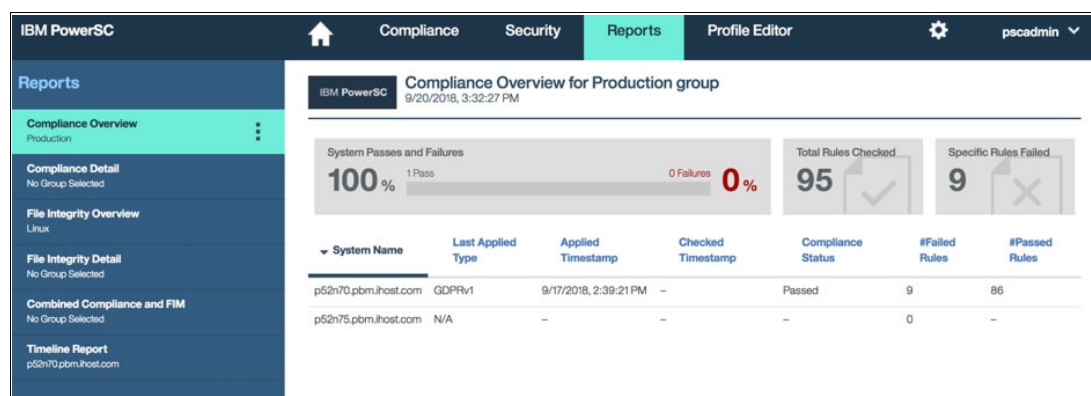 IBM PowerSC
Compliance
Security
Reports
Profile Editor
pscadmin
Reports
Compliance Overview
Production
Compliance Detail
No Group Selected
File Integrity Overview
Linux
File Integrity Detail
No Group Selected
Combined Compliance and FIM
No Group Selected
Timeline Report
p52n70.pbm.ihost.com
IBM PowerSC
Compliance Overview for Production group
9/20/2018, 3:32:27 PM
System Passes and Failures
100 % 1 Pass 0 Failures 0 %
Total Rules Checked
95
Specific Rules Failed
9
System Name Last Applied Type Applied Timestamp Checked Timestamp Compliance Status #Failed Rules #Passed Rules
p52n70.pbm.ihost.com GDPRv1 9/17/2018, 2:39:21 PM – Passed 9 86
p52n75.pbm.ihost.com N/A – – – 0 –